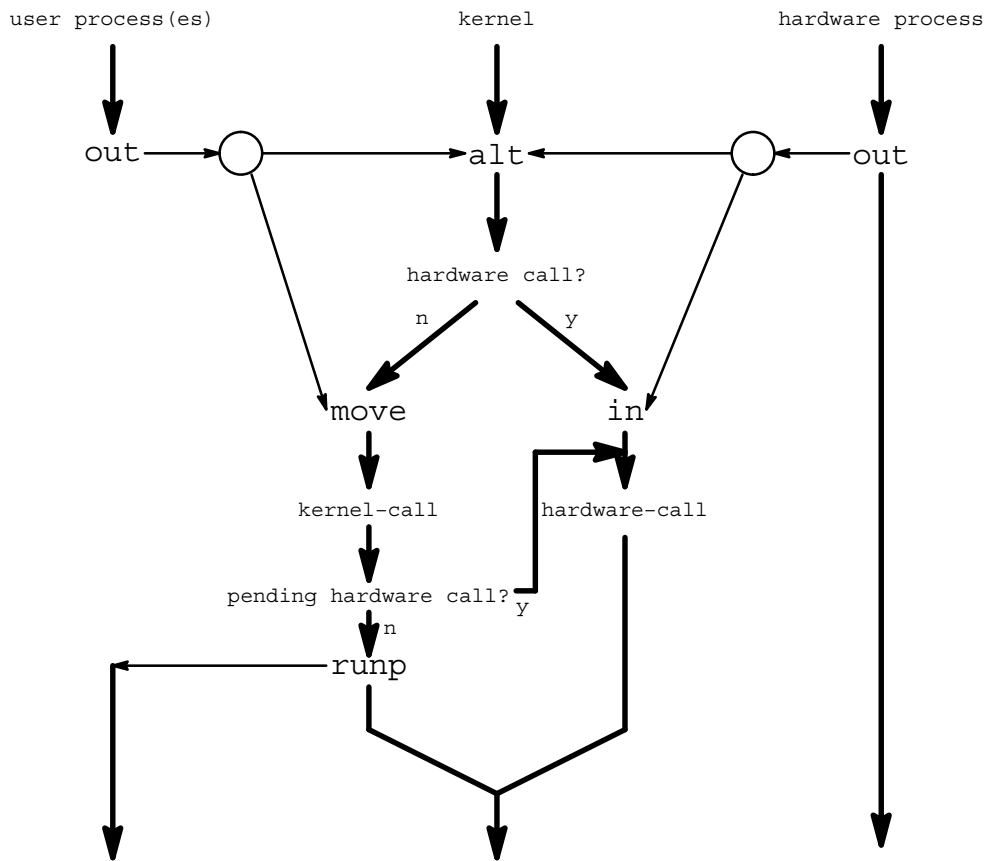 user process(es)
kernel
hardware process
out
alt
out
hardware call?
n
y
move
in
kernel-call
hardware-call
pending hardware call?
y
n
runp